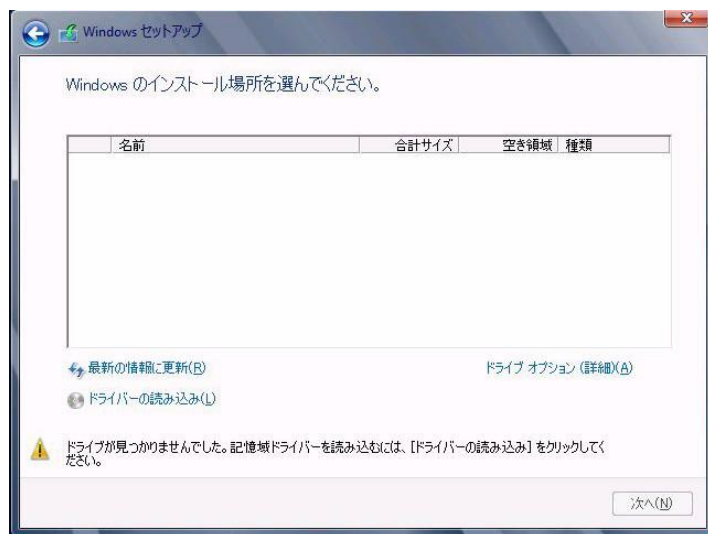 Windows セットアップ
Windows のインストール場所を選んでください。
名前 合計サイズ 空き領域 種類
最新の情報に更新(R)
ドライブ オプション (詳細)(A)
ドライバーの読み込み(L)
ドライブが見つかりませんでした。記憶域ドライバーを読み込むには、[ドライバーの読み込み] をクリックしてく
ださい。
次へ(N)